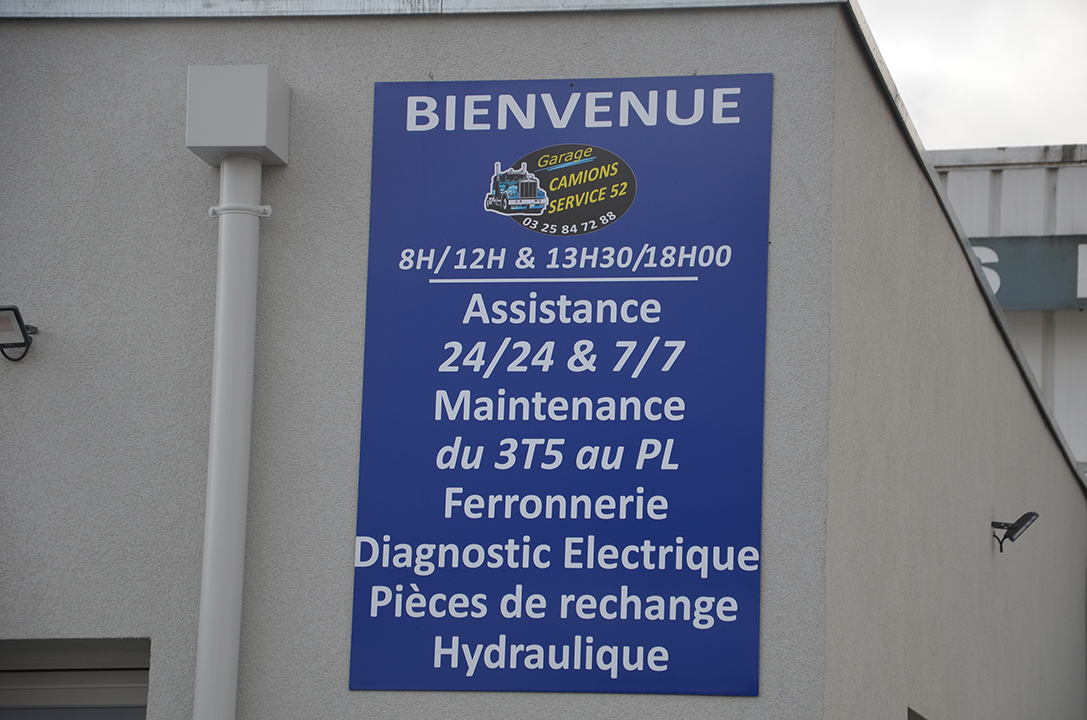 BIENVENUE
Garage
CAMIONS
SERVICE 52
03 25 84 72 88
8H/12H & 13H30/18H00
Assistance
24/24 & 7/7
Maintenance
du 3T5 au PL
Ferronnerie
Diagnostic Electrique
Pièces de rechange
Hydraulique